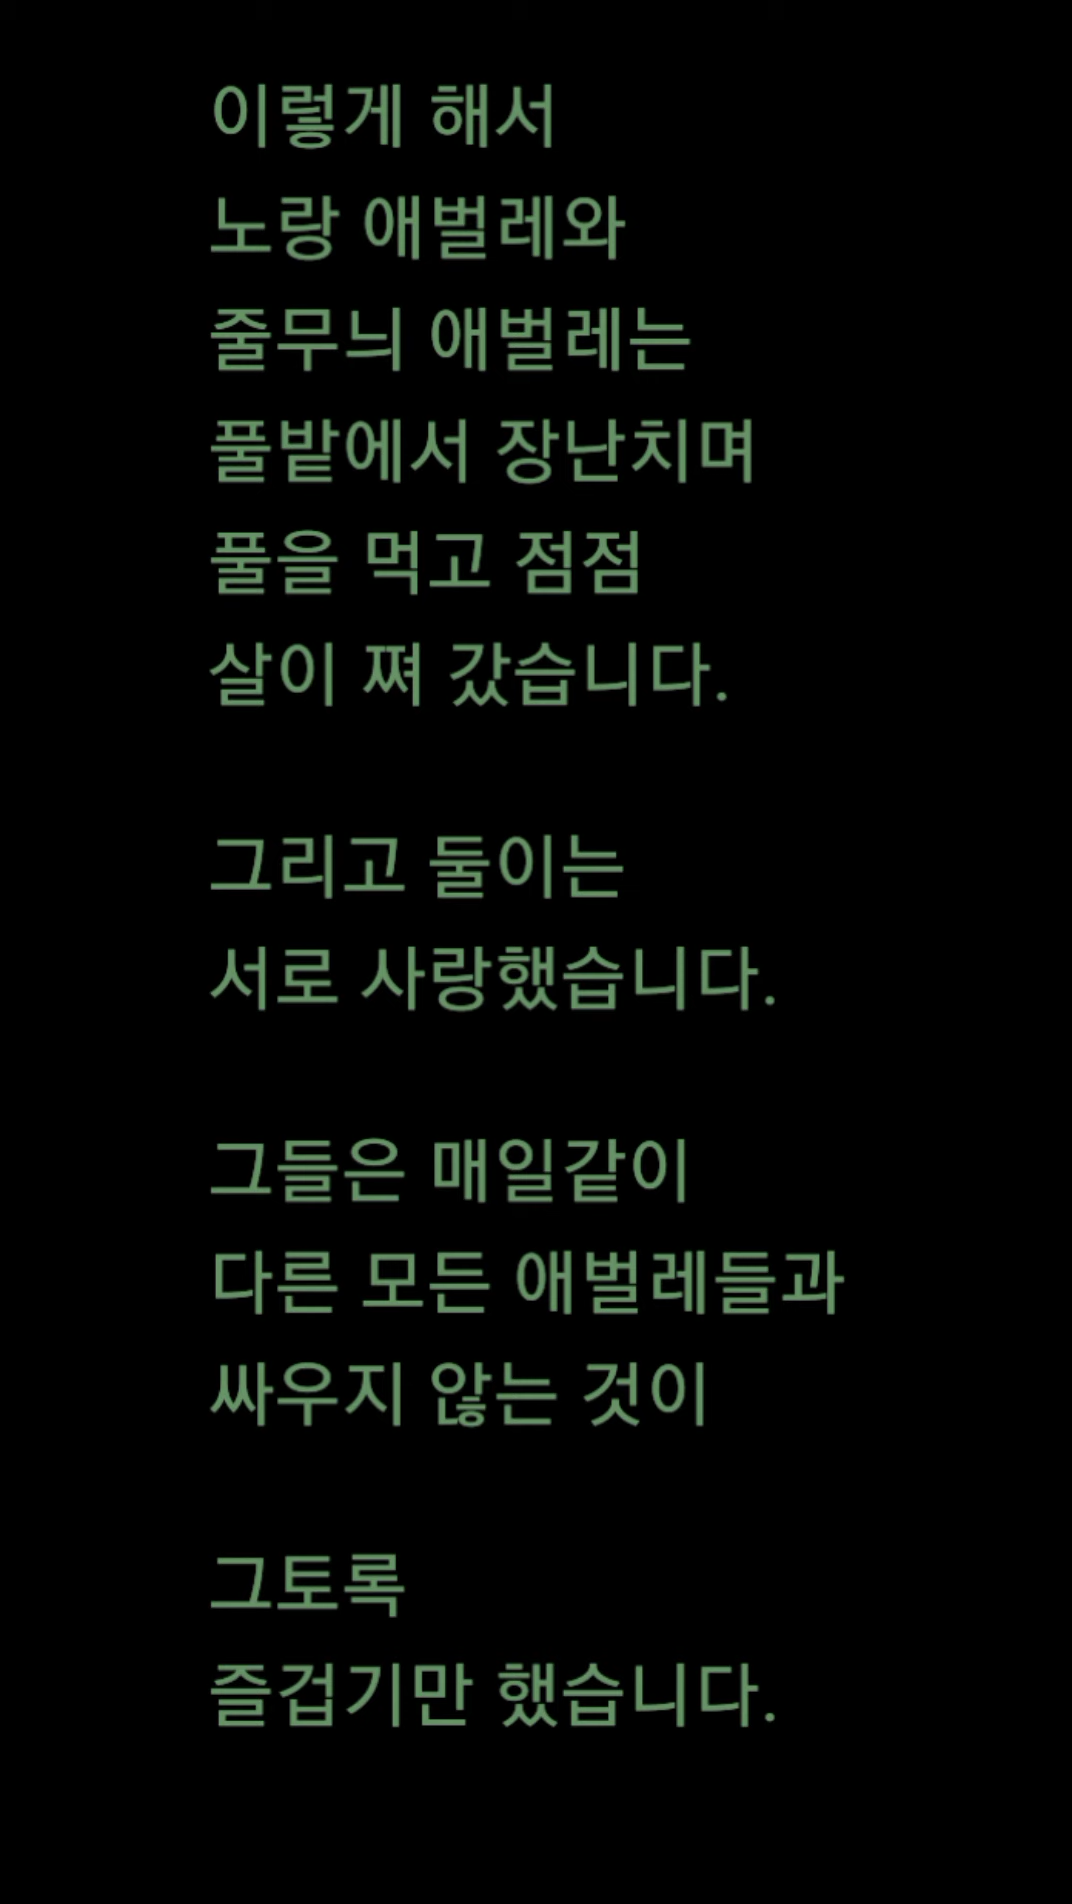 이렇게 해서
노랑 애벌레와
줄무늬 애벌레는
풀밭에서 장난치며
풀을 먹고 점점
살이 쪄 갔습니다.
그리고 둘이는
서로 사랑했습니다.
그들은 매일같이
다른 모든 애벌레들과
싸우지 않는 것이
그토록
즐겁기만 했습니다.